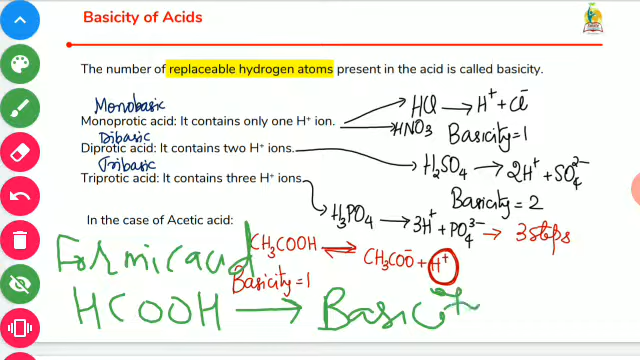 Basicity of Acids
The number of replaceable hydrogen atoms present in the acid is called basicity.
Monobasic
HCl → H⁺ + Cl⁻
Monoprotic acid: It contains only one H⁺ ion.
HNO₃ Basicity = 1
Dibasic
Diprotic acid: It contains two H⁺ ions.
H₂SO₄ → 2H⁺ + SO₄²⁻
Tribasic
Triprotic acid: It contains three H⁺ ions
Basicity = 2
H₃PO₄ → 3H⁺ + PO₄³⁻ → 3 steps
In the case of Acetic acid:
CH₃COOH ⇌ CH₃COO⁻ + H⁺
Basicity = 1
Formic acid
HCOOH → Basicit